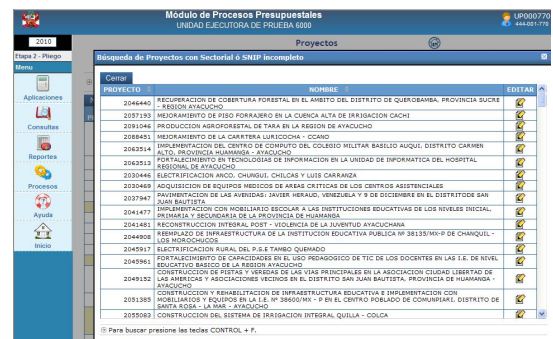 Módulo de Procesos Presupuestales
UNIDAD EJECUTORA DE PRUEBA 6000
UP000770
444-001-770
2010
Proyectos
Etapa 2 - Pliego
Menu
Aplicaciones
Consultas
Reportes
Procesos
Ayuda
Inicio
Búsqueda de Proyectos con Sectorial ó SNIP incompleto
Cerrar
PROYECTO NOMBRE EDITAR
2046440 RECUPERACION DE COBERTURA FORESTAL EN EL AMBITO DEL DISTRITO DE QUEROBAMBA, PROVINCIA SUCRE
- REGION AYACUCHO
2057193 MEJORAMIENTO DE PISO FORRAJERO EN LA CUENCA ALTA DE IRRIGACION CACHI
2091046 PRODUCCION AGROFORESTAL DE TARA EN LA REGION DE AYACUCHO
2088451 MEJORAMIENTO DE LA CARRTERA LURICOCHA - CCANO
2063514 IMPLEMENTACION DEL CENTRO DE COMPUTO DEL COLEGIO MILITAR BASILIO AUQUI, DISTRITO CARMEN
ALTO, PROVINCIA HUAMANGA - AYACUCHO
2063513 FORTALECIMIENTO EN TECNOLOGIAS DE INFORMACION EN LA UNIDAD DE INFORMATICA DEL HOSPITAL
REGIONAL DE AYACUCHO
2030446 ELECTRIFICACION ANCO, CHUNGUI, CHILCAS Y LUIS CARRANZA
2030469 ADQUISICION DE EQUIPOS MEDICOS DE AREAS CRITICAS DE LOS CENTROS ASISTENCIALES
2037947 PAVIMENTACION DE LAS AVENIDAS: JAVIER HERAUD, VENEZUELA Y 9 DE DICIEMBRE EN EL DISTRITODE SAN
JUAN BAUTISTA
2041477 IMPLEMENTACION CON MOBILIARIO ESCOLAR A LAS INSTITUCIONES EDUCATIVAS DE LOS NIVELES INICIAL,
PRIMARIA Y SECUNDARIA DE LA PROVINCIA DE HUAMANGA
2041481 RECONSTRUCCION INTEGRAL POST - VIOLENCIA DE LA JUVENTUD AYACUCHANA
2044908 REEMPLAZO DE INFRAESTRUCTURA DE LA INSTITUCION EDUCATIVA PUBLICA Nº 38135/MX-P DE CHANQUIL -
LOS MOROCHUCOS
2045917 ELECTRIFICACION RURAL DEL P.S.E TAMBO QUEMADO
2045961 FORTALECIMIENTO DE CAPACIDADES EN EL USO PEDAGOGICO DE TIC DE LOS DOCENTES EN LAS I.E. DE NIVEL
EDUCATIVO BASICO DE LA REGION AYACUCHO
2049152 CONSTRUCCION DE PISTAS Y VEREDAS DE LAS VIAS PRINCIPALES EN LA ASOCIACION CIUDAD LIBERTAD DE
LAS AMERICAS Y ASOCIACIONES VECINOS EN EL DISTRITO DE SAN JUAN BAUTISTA, PROVINCIA DE HUAMANGA -
AYACUCHO
2051385 CONSTRUCCION Y REHABILITACION DE INFRAESTRUCTURA EDUCATIVA E IMPLEMENTACION CON
MOBILIARIOS Y EQUIPOS EN LA I.E. Nº 38600/MX - P EN EL CENTRO POBLADO DE COMUNPIARI, DISTRITO DE
SANTA ROSA - LA MAR - AYACUCHO
2055083 CONSTRUCCION DEL SISTEMA DE IRRIGACION INTEGRAL QUILLA - COLCA
Para buscar presione las teclas CONTROL + F.